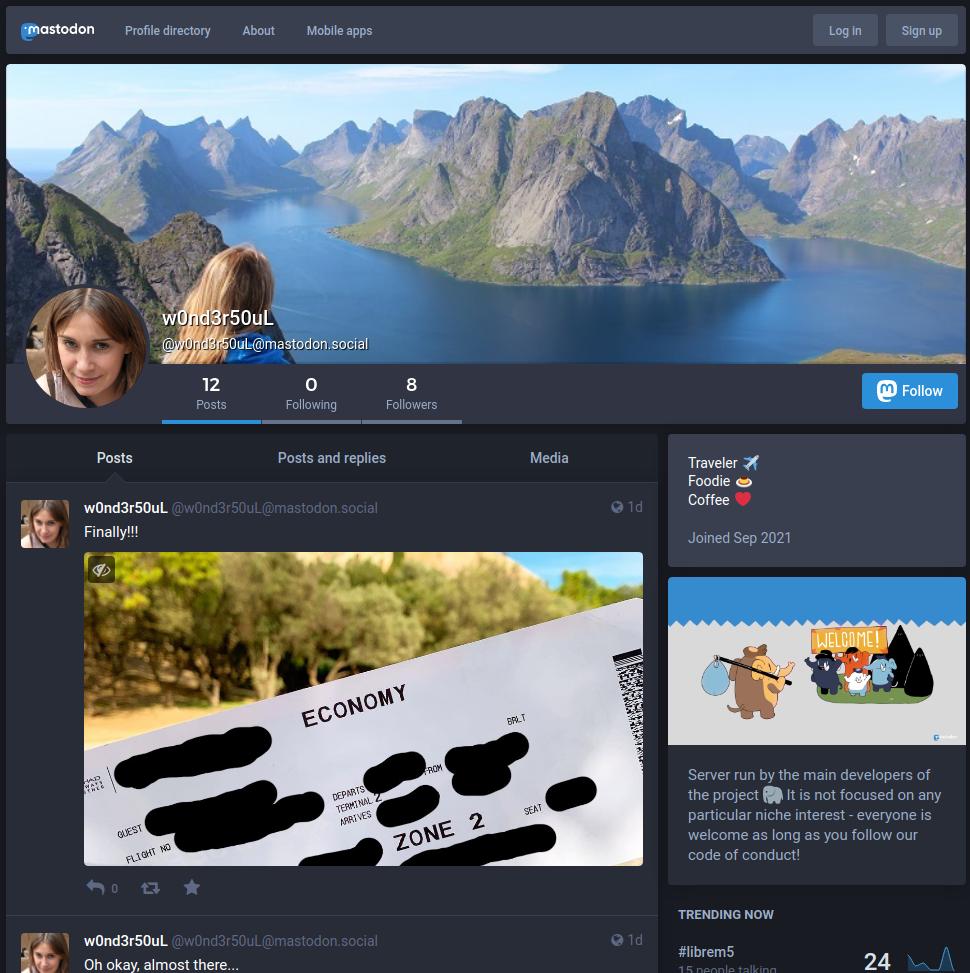 mastodon
Profile directory
About
Mobile apps
Log in
Sign up
w0nd3r50uL
@w0nd3r50uL@mastodon.social
12
Posts
0
Following
8
Followers
Follow
Posts
Posts and replies
Media
w0nd3r50uL @w0nd3r50uL@mastodon.social 1d
Finally!!!
ECONOMY
BRLT
FROM
DEPARTS
TERMINAL 2
ARRIVES
GUEST
SEAT
FLIGHT NO
ZONE 2
0
w0nd3r50uL @w0nd3r50uL@mastodon.social 1d
Oh okay, almost there...
Traveler ✈️
Foodie 🍮
Coffee ❤️
Joined Sep 2021
WELCOME!
mastodon
Server run by the main developers of
the project 🐘 It is not focused on any
particular niche interest - everyone is
welcome as long as you follow our
code of conduct!
TRENDING NOW
#librem5
15 people talking
24